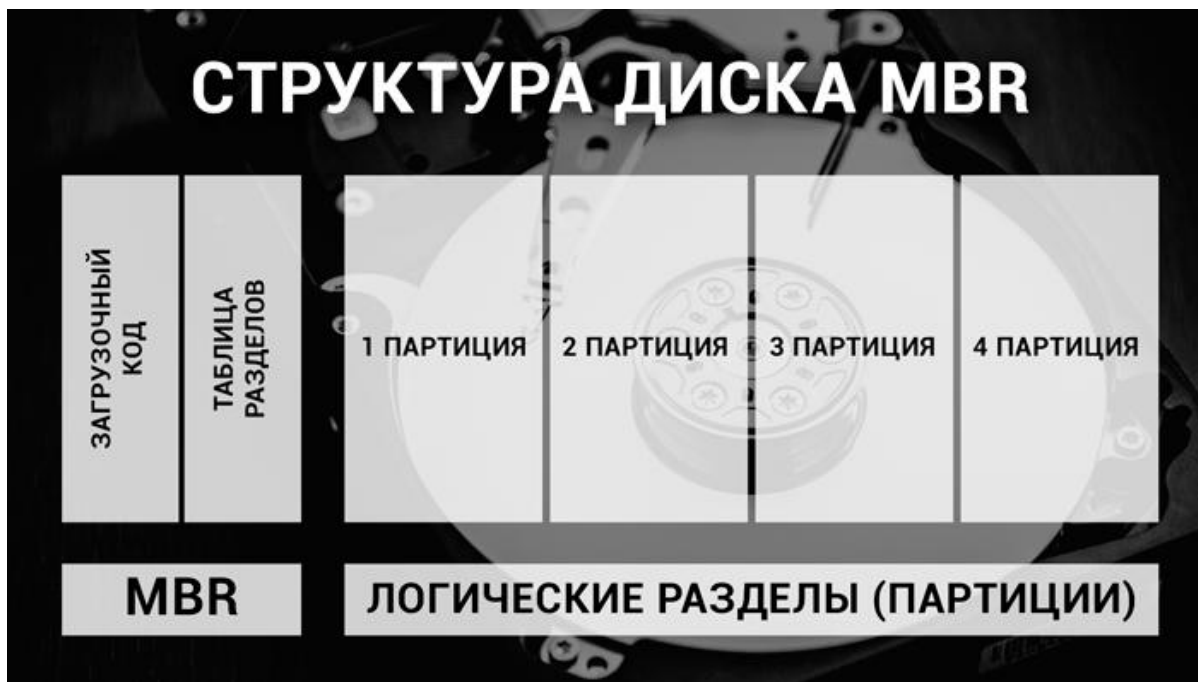 СТРУКТУРА ДИСКА MBR
ЗАГРУЗОЧНЫЙ
КОД
ТАБЛИЦА
РАЗДЕЛОВ
1 ПАРТИЦИЯ
2 ПАРТИЦИЯ
3 ПАРТИЦИЯ
4 ПАРТИЦИЯ
MBR
ЛОГИЧЕСКИЕ РАЗДЕЛЫ (ПАРТИЦИИ)